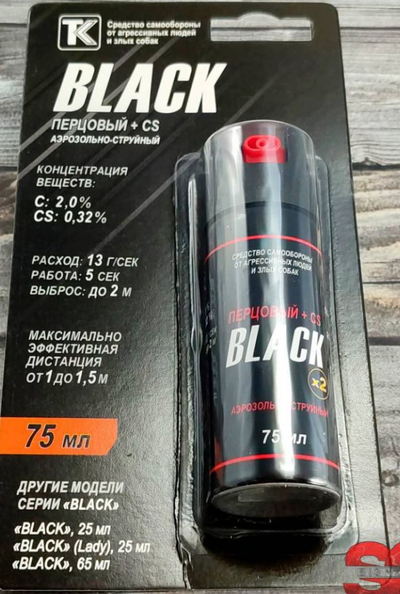 ТК
Средство самообороны
от агрессивных людей
и злых собак
BLACK
ПЕРЦОВЫЙ + CS
АЭРОЗОЛЬНО-СТРУЙНЫЙ
КОНЦЕНТРАЦИЯ
ВЕЩЕСТВ:
С: 2,0%
CS: 0,32%
РАСХОД: 13 Г/СЕК
РАБОТА: 5 СЕК
ВЫБРОС: ДО 2 М
МАКСИМАЛЬНО
ЭФФЕКТИВНАЯ
ДИСТАНЦИЯ
ОТ 1 ДО 1,5 М
75 МЛ
ДРУГИЕ МОДЕЛИ
СЕРИИ «BLACK»
«BLACK», 25 мл
«BLACK» (Lady), 25 мл
«BLACK», 65 мл
СРЕДСТВО САМООБОРОНЫ
ОТ АГРЕССИВНЫХ ЛЮДЕЙ
И ЗЛЫХ СОБАК
ПЕРЦОВЫЙ + CS
BLACK
x2
АЭРОЗОЛЬНО-СТРУЙНЫЙ
75 МЛ